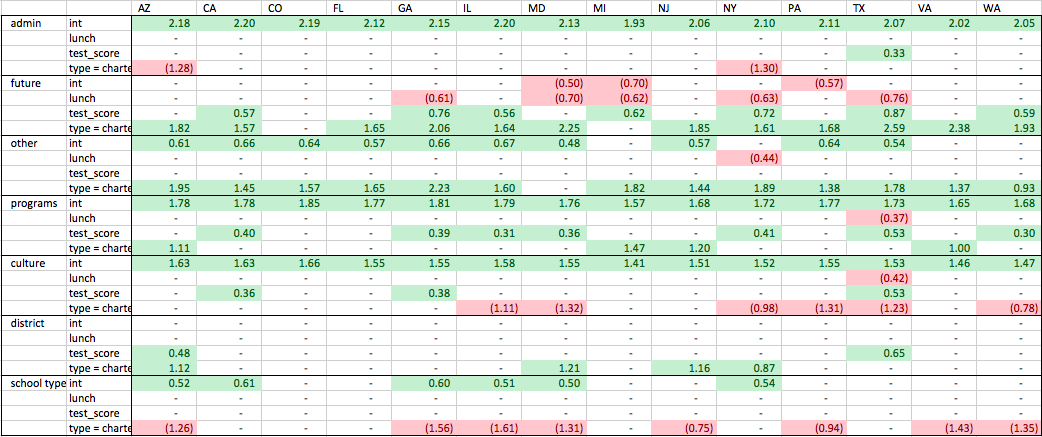 AZ CA CO FL GA IL MD MI NJ NY PA TX VA WA
admin int 2.18 2.20 2.19 2.12 2.15 2.20 2.13 1.93 2.06 2.10 2.11 2.07 2.02 2.05
lunch - - - - - - - - - - - - - -
test_score - - - - - - - - - - - 0.33 - -
type = charte (1.28) - - - - - - - - (1.30) - - - -
future int - - - - - - (0.50) (0.70) - - (0.57) - - -
lunch - - - - (0.61) - (0.70) (0.62) - (0.63) - (0.76) - -
test_score - 0.57 - - 0.76 0.56 - 0.62 - 0.72 - 0.87 - 0.59
type = charte 1.82 1.57 - 1.65 2.06 1.64 2.25 - 1.85 1.61 1.68 2.59 2.38 1.93
other int 0.61 0.66 0.64 0.57 0.66 0.67 0.48 - 0.57 - 0.64 0.54 - -
lunch - - - - - - - - - (0.44) - - - -
test_score - - - - - - - - - - - - - -
type = charte 1.95 1.45 1.57 1.65 2.23 1.60 - 1.82 1.44 1.89 1.38 1.78 1.37 0.93
programs int 1.78 1.78 1.85 1.77 1.81 1.79 1.76 1.57 1.68 1.72 1.77 1.73 1.65 1.68
lunch - - - - - - - - - - - (0.37) - -
test_score - 0.40 - - 0.39 0.31 0.36 - - 0.41 - 0.53 - 0.30
type = charte 1.11 - - - - - - 1.47 1.20 - - - 1.00 -
culture int 1.63 1.63 1.66 1.55 1.55 1.58 1.55 1.41 1.51 1.52 1.55 1.53 1.46 1.47
lunch - - - - - - - - - - - (0.42) - -
test_score - 0.36 - - 0.38 - - - - - - 0.53 - -
type = charte - - - - - (1.11) (1.32) - - (0.98) (1.31) (1.23) - (0.78)
district int - - - - - - - - - - - - - -
lunch - - - - - - - - - - - - - -
test_score 0.48 - - - - - - - - - - 0.65 - -
type = charte 1.12 - - - - - 1.21 - 1.16 0.87 - - - -
school type int 0.52 0.61 - - 0.60 0.51 0.50 - - 0.54 - - - -
lunch - - - - - - - - - - - - - -
test_score - - - - - - - - - - - - - -
type = charte (1.26) - - - (1.56) (1.61) (1.31) - (0.75) - (0.94) - (1.43) (1.35)